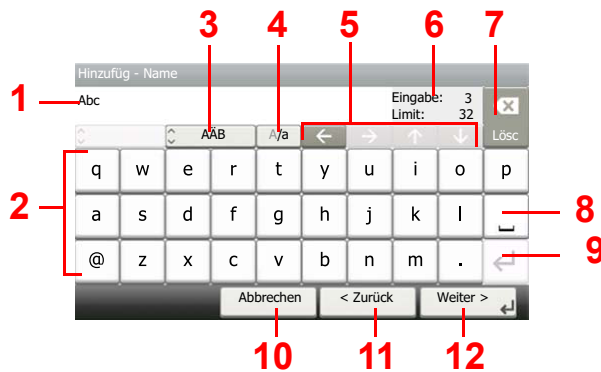 3 4 5 6 7
Hinzufüg - Name
1 Abc Eingabe: 3
Limit: 32
AÄB A/a ← → ↑ ↓ Lösc
q w e r t y u i o p
2
a s d f g h j k l ⎵ 8
@ z x c v b n m . ↵ 9
Abbrechen < Zurück Weiter > ↵
10 11 12